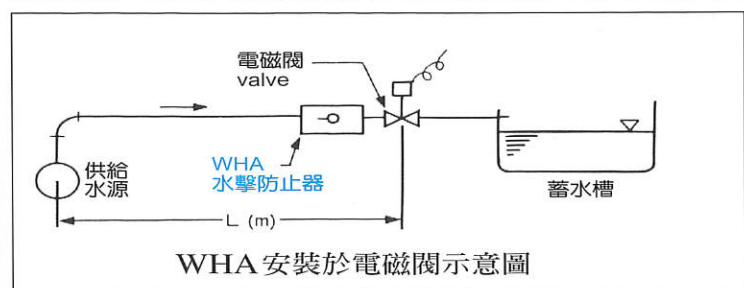 電磁閥
valve
WHA
水擊防止器
供給
水源
蓄水槽
L (m)
WHA安裝於電磁閥示意圖